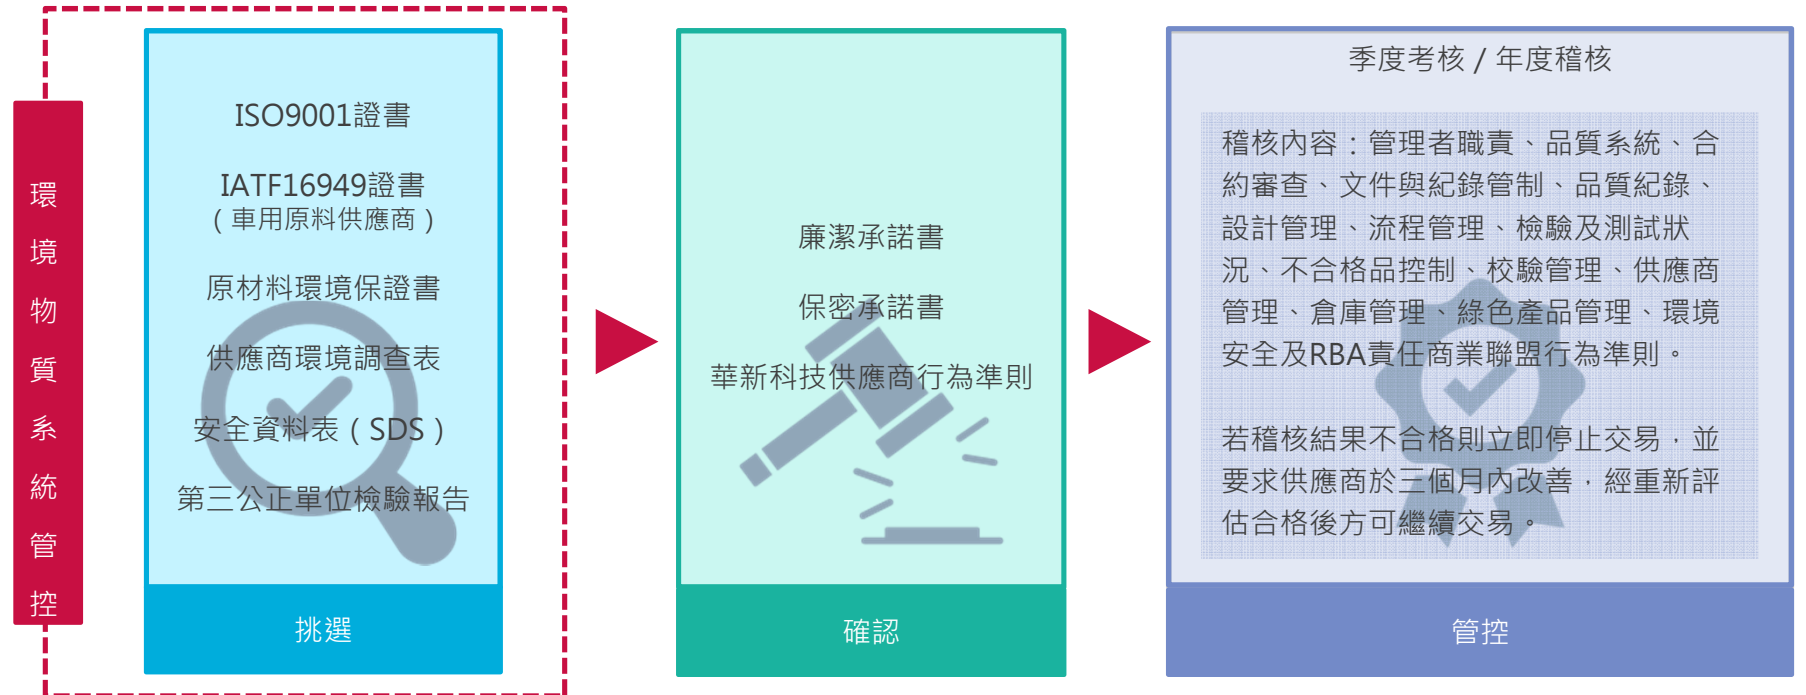 環境物質系統管控
ISO9001證書
IATF16949證書
（車用原料供應商）
原材料環境保證書
供應商環境調查表
安全資料表（SDS）
第三公正單位檢驗報告
挑選
廉潔承諾書
保密承諾書
華新科技供應商行為準則
確認
季度考核 / 年度稽核
稽核內容：管理者職責、品質系統、合
約審查、文件與紀錄管制、品質紀錄、
設計管理、流程管理、檢驗及測試狀
況、不合格品控制、校驗管理、供應商
管理、倉庫管理、綠色產品管理、環境
安全及RBA責任商業聯盟行為準則。
若稽核結果不合格則立即停止交易，並
要求供應商於三個月內改善，經重新評
估合格後方可繼續交易。
管控